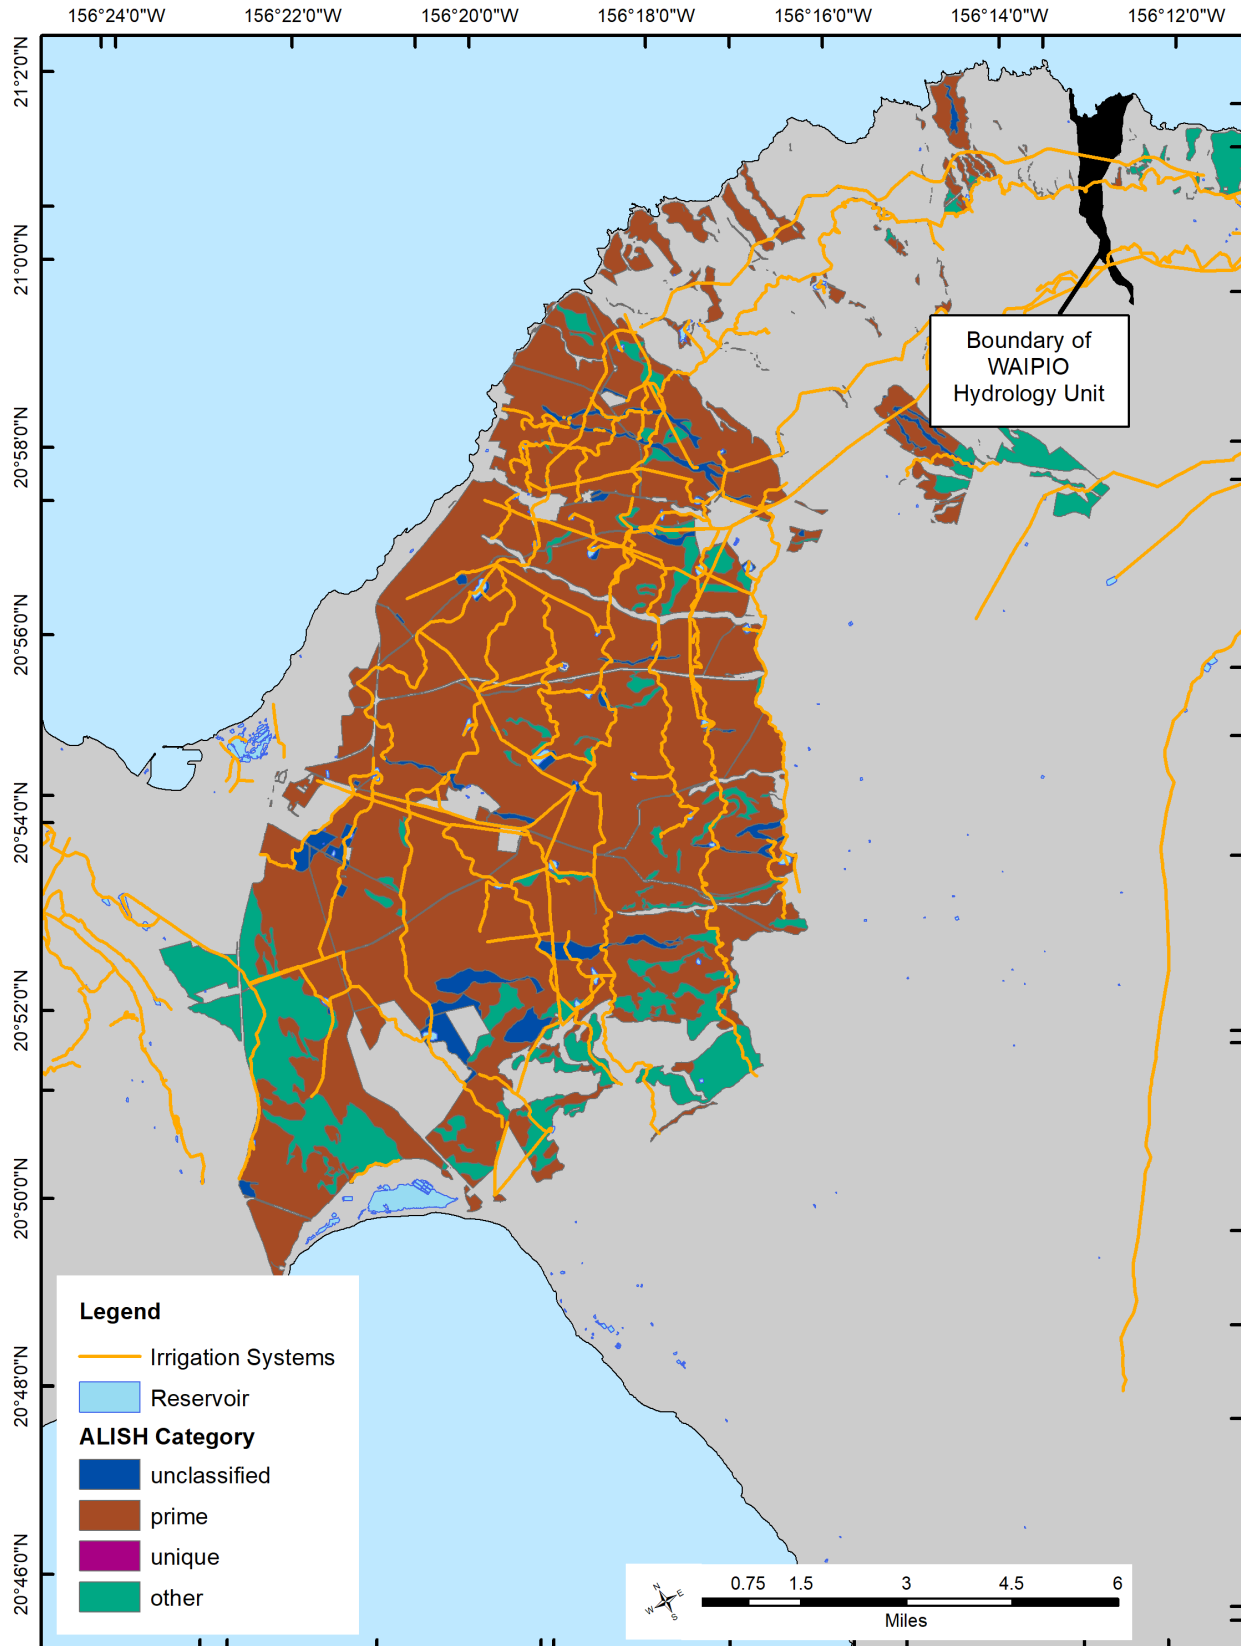 156°24'0"W 156°22'0"W 156°20'0"W 156°18'0"W 156°16'0"W 156°14'0"W 156°12'0"W
21°2'0"N
21°0'0"N
20°58'0"N
20°56'0"N
20°54'0"N
20°52'0"N
20°50'0"N
20°48'0"N
20°46'0"N
Boundary of
WAIPIO
Hydrology Unit
Legend
Irrigation Systems
Reservoir
ALISH Category
unclassified
prime
unique
other
N
E
W
S
0.75 1.5 3 4.5 6
Miles